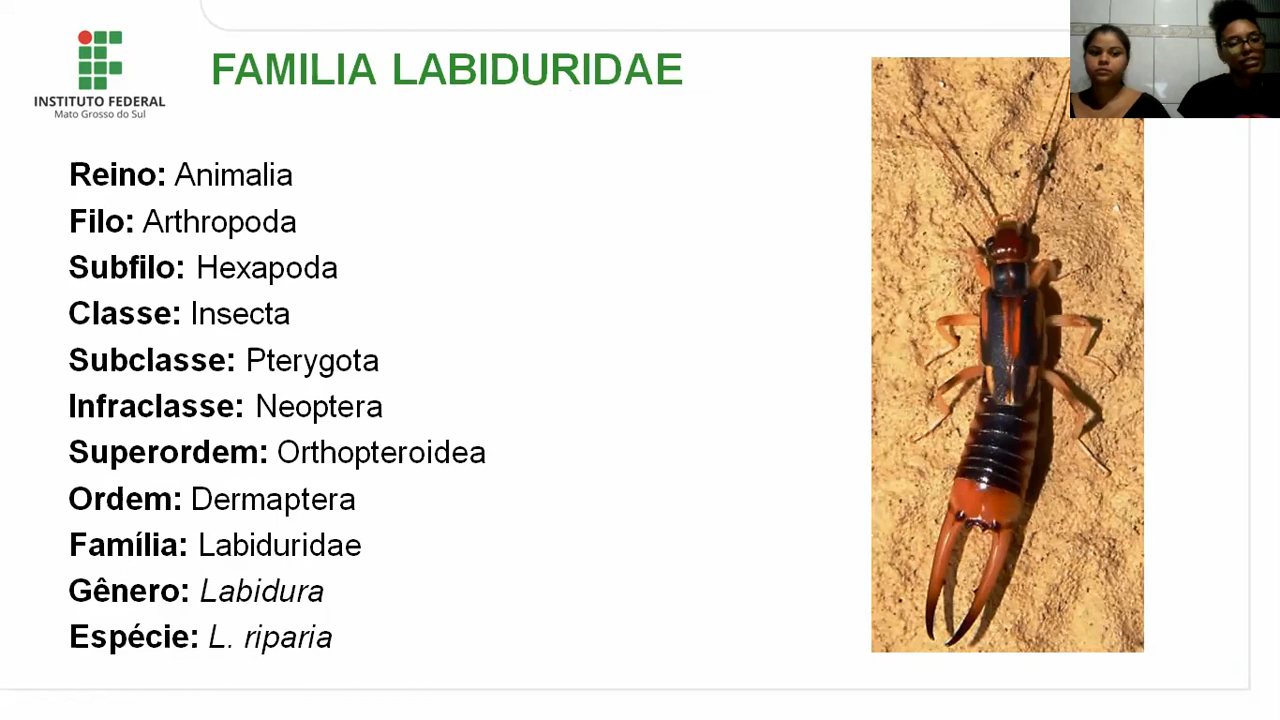 INSTITUTO FEDERAL
Mato Grosso do Sul
FAMILIA LABIDURIDAE
Reino: Animalia
Filo: Arthropoda
Subfilo: Hexapoda
Classe: Insecta
Subclasse: Pterygota
Infraclasse: Neoptera
Superordem: Orthopteroidea
Ordem: Dermaptera
Família: Labiduridae
Gênero: Labidura
Espécie: L. riparia